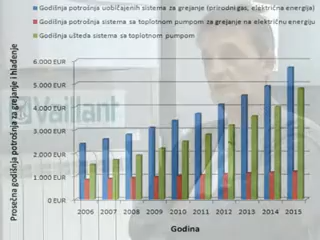 Godišnja potrošnja uobičajenih sistema za grejanje (prirodni gas, električna energija)
Godišnja potrošnja sistema sa toplotnom pumpom za grejanje na električnu energiju
Godišnja ušteda sistema sa toplotnom pumpom
Prosečna godišnja potrošnja za grejanje i hlađenje
6.000 EUR
5.000 EUR
4.000 EUR
3.000 EUR
2.000 EUR
1.000 EUR
0 EUR
Vaillant
2006 2007 2008 2009 2010 2011 2012 2013 2014 2015
Godina